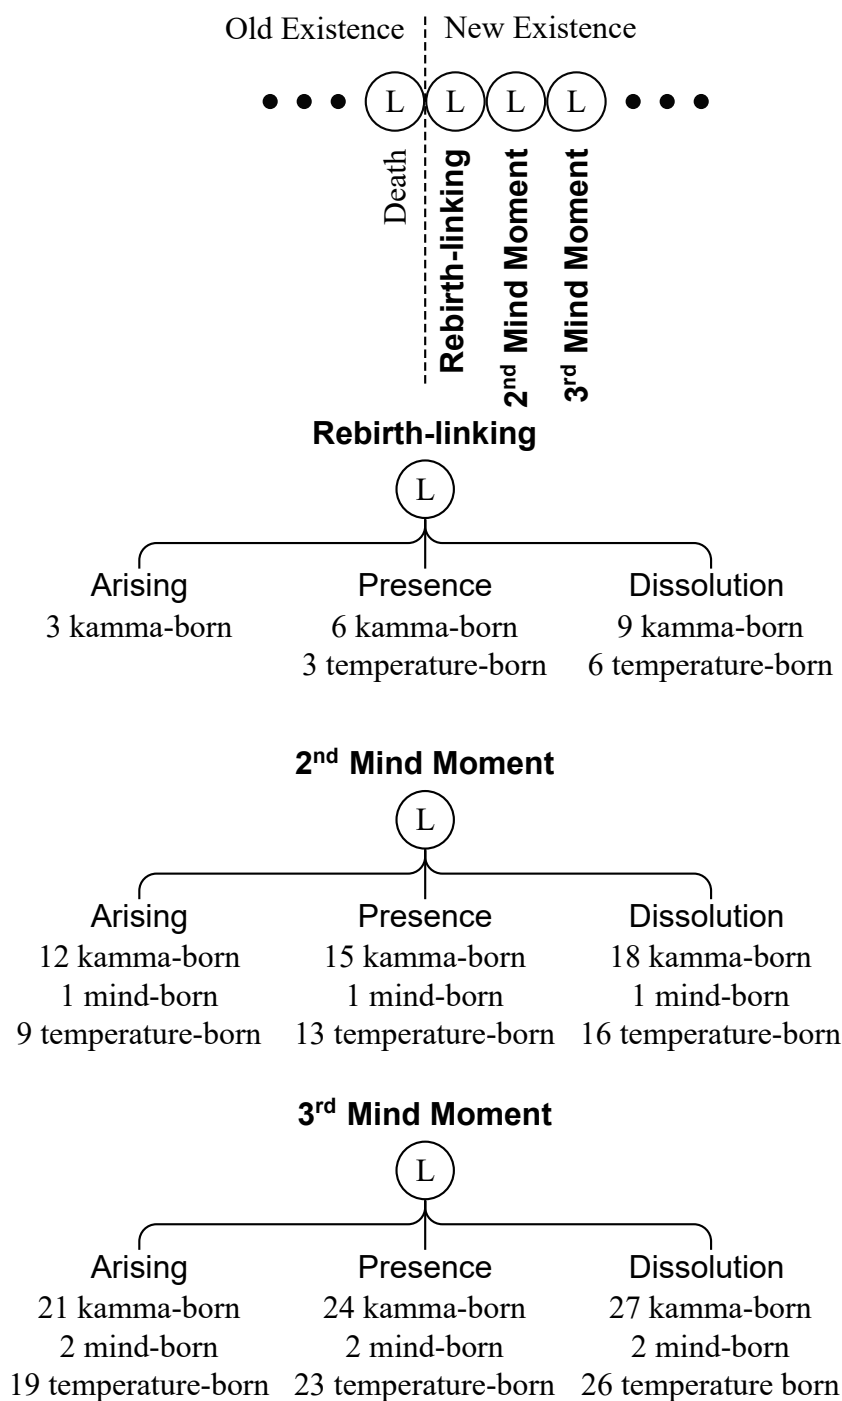 Old Existence New Existence
L L L L
Death
Rebirth-linking
2nd Mind Moment
3rd Mind Moment
Rebirth-linking
L
Arising Presence Dissolution
3 kamma-born 6 kamma-born 9 kamma-born
3 temperature-born 6 temperature-born
2nd Mind Moment
L
Arising Presence Dissolution
12 kamma-born 15 kamma-born 18 kamma-born
1 mind-born 1 mind-born 1 mind-born
9 temperature-born 13 temperature-born 16 temperature-born
3rd Mind Moment
L
Arising Presence Dissolution
21 kamma-born 24 kamma-born 27 kamma-born
2 mind-born 2 mind-born 2 mind-born
19 temperature-born 23 temperature-born 26 temperature born